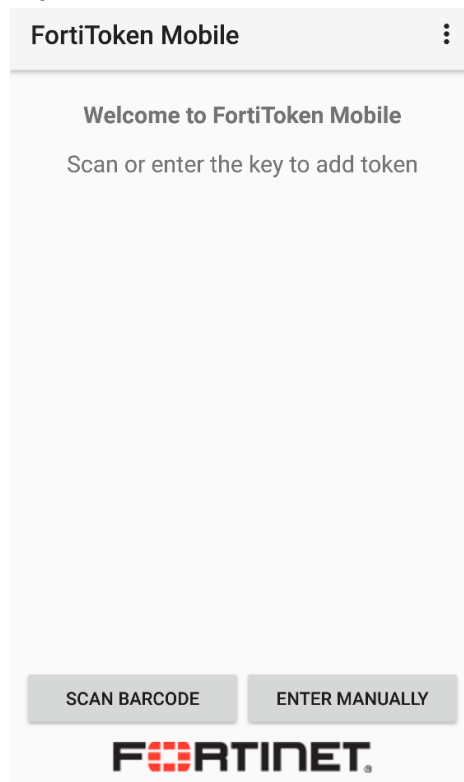 FortiToken Mobile
Welcome to FortiToken Mobile
Scan or enter the key to add token
SCAN BARCODE
ENTER MANUALLY
FORTINET®